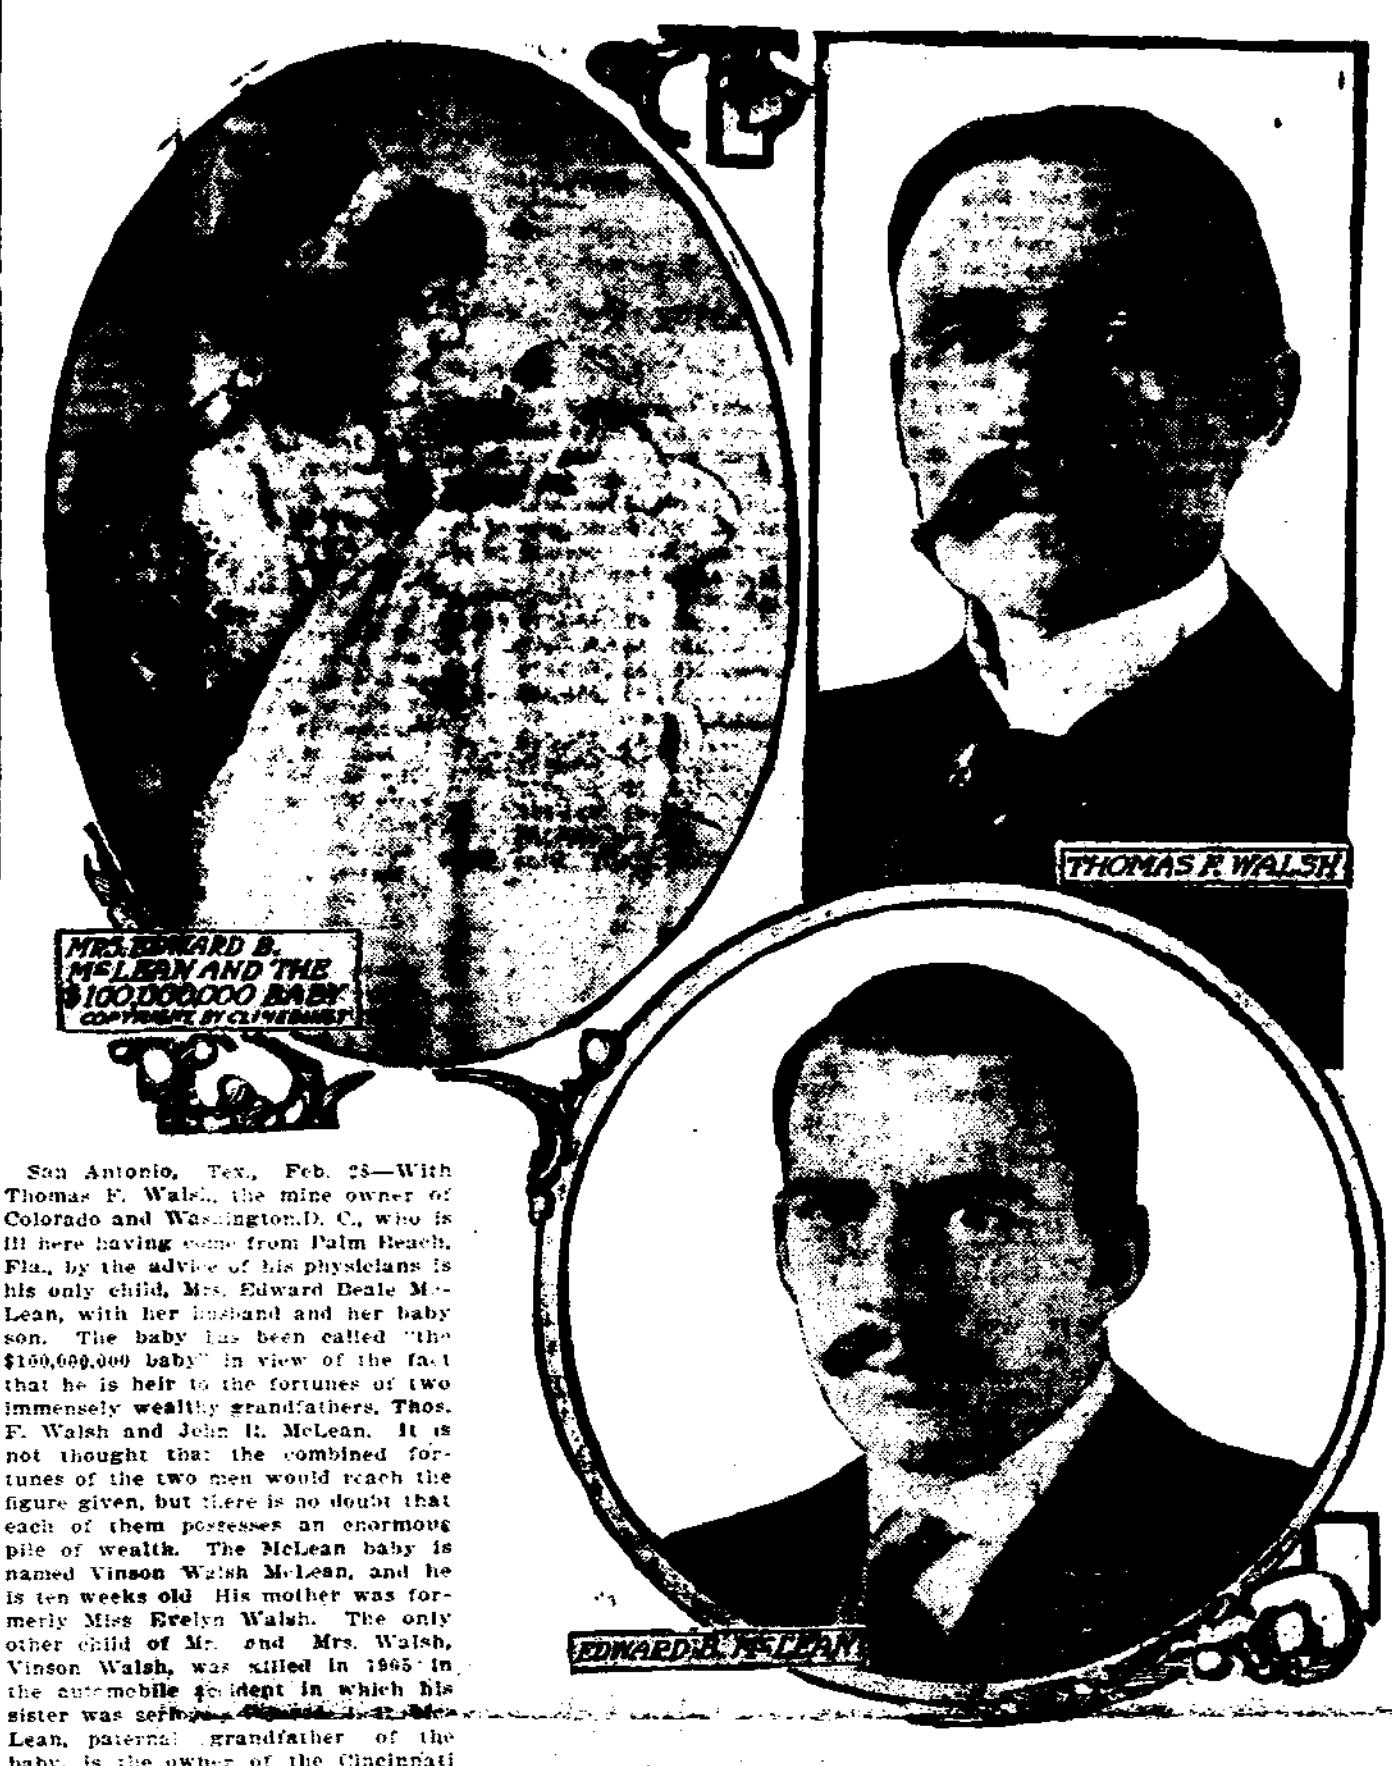 THOMAS F. WALSH
MRS. EDWARD B.
McLEAN AND THE
$100,000,000 BABY
COPYRIGHT BY CLINEDINST
EDWARD B. McLEAN
San Antonio, Tex., Feb. 28—With
Thomas F. Walsh, the mine owner of
Colorado and Washington, D. C., who is
ill here having come from Palm Beach,
Fla., by the advice of his physicians is
his only child, Mrs. Edward Beale Mc-
Lean, with her husband and her baby
son. The baby has been called "the
$100,000,000 baby" in view of the fact
that he is heir to the fortunes of two
immensely wealthy grandfathers, Thos.
F. Walsh and John R. McLean. It is
not thought that the combined for-
tunes of the two men would reach the
figure given, but there is no doubt that
each of them possesses an enormous
pile of wealth. The McLean baby is
named Vinson Walsh McLean, and he
is ten weeks old His mother was for-
merly Miss Evelyn Walsh. The only
other child of Mr. and Mrs. Walsh,
Vinson Walsh, was killed in 1905 in
the automobile accident in which his
sister was
Lean, paternal grandfather of the
baby, is the owner of the Cincinnati